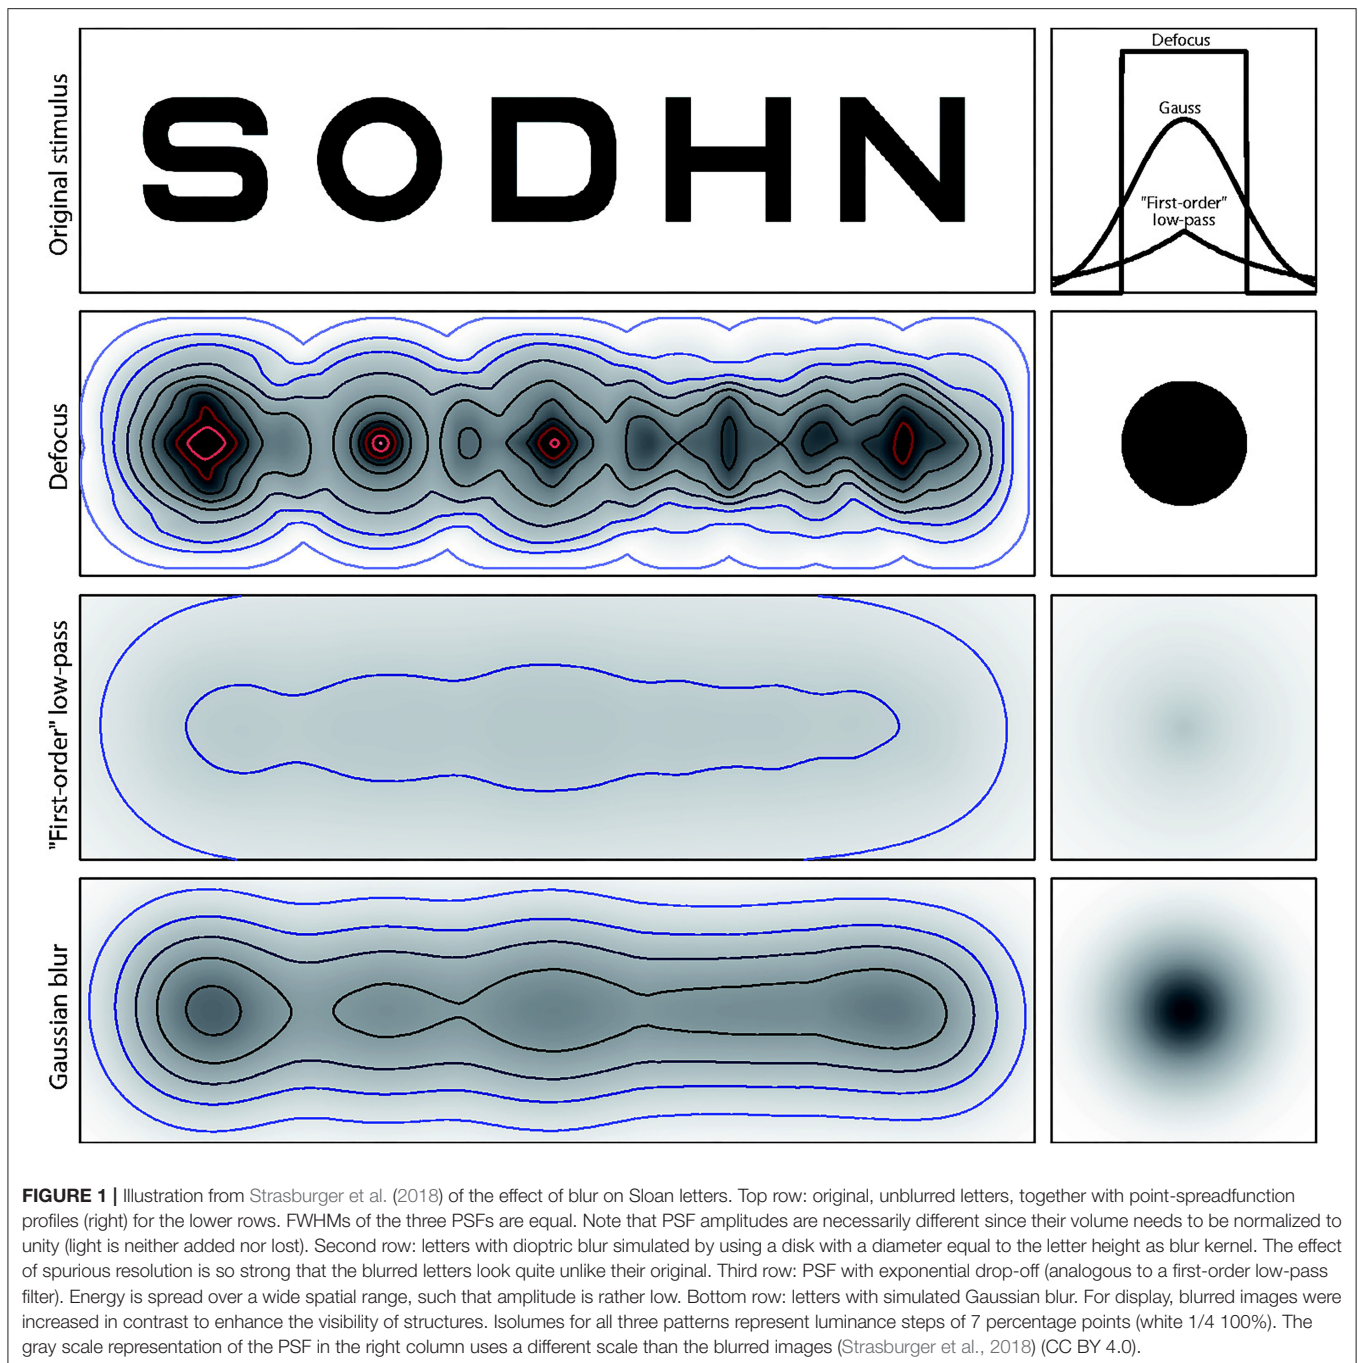 Original stimulus
SODHN
Defocus
Gauss
"First-order"
low-pass
Defocus
"First-order" low-pass
Gaussian blur
FIGURE 1 | Illustration from Strasburger et al. (2018) of the effect of blur on Sloan letters. Top row: original, unblurred letters, together with point-spreadfunction
profiles (right) for the lower rows. FWHMs of the three PSFs are equal. Note that PSF amplitudes are necessarily different since their volume needs to be normalized to
unity (light is neither added nor lost). Second row: letters with dioptric blur simulated by using a disk with a diameter equal to the letter height as blur kernel. The effect
of spurious resolution is so strong that the blurred letters look quite unlike their original. Third row: PSF with exponential drop-off (analogous to a first-order low-pass
filter). Energy is spread over a wide spatial range, such that amplitude is rather low. Bottom row: letters with simulated Gaussian blur. For display, blurred images were
increased in contrast to enhance the visibility of structures. Isolumes for all three patterns represent luminance steps of 7 percentage points (white 1/4 100%). The
gray scale representation of the PSF in the right column uses a different scale than the blurred images (Strasburger et al., 2018) (CC BY 4.0).